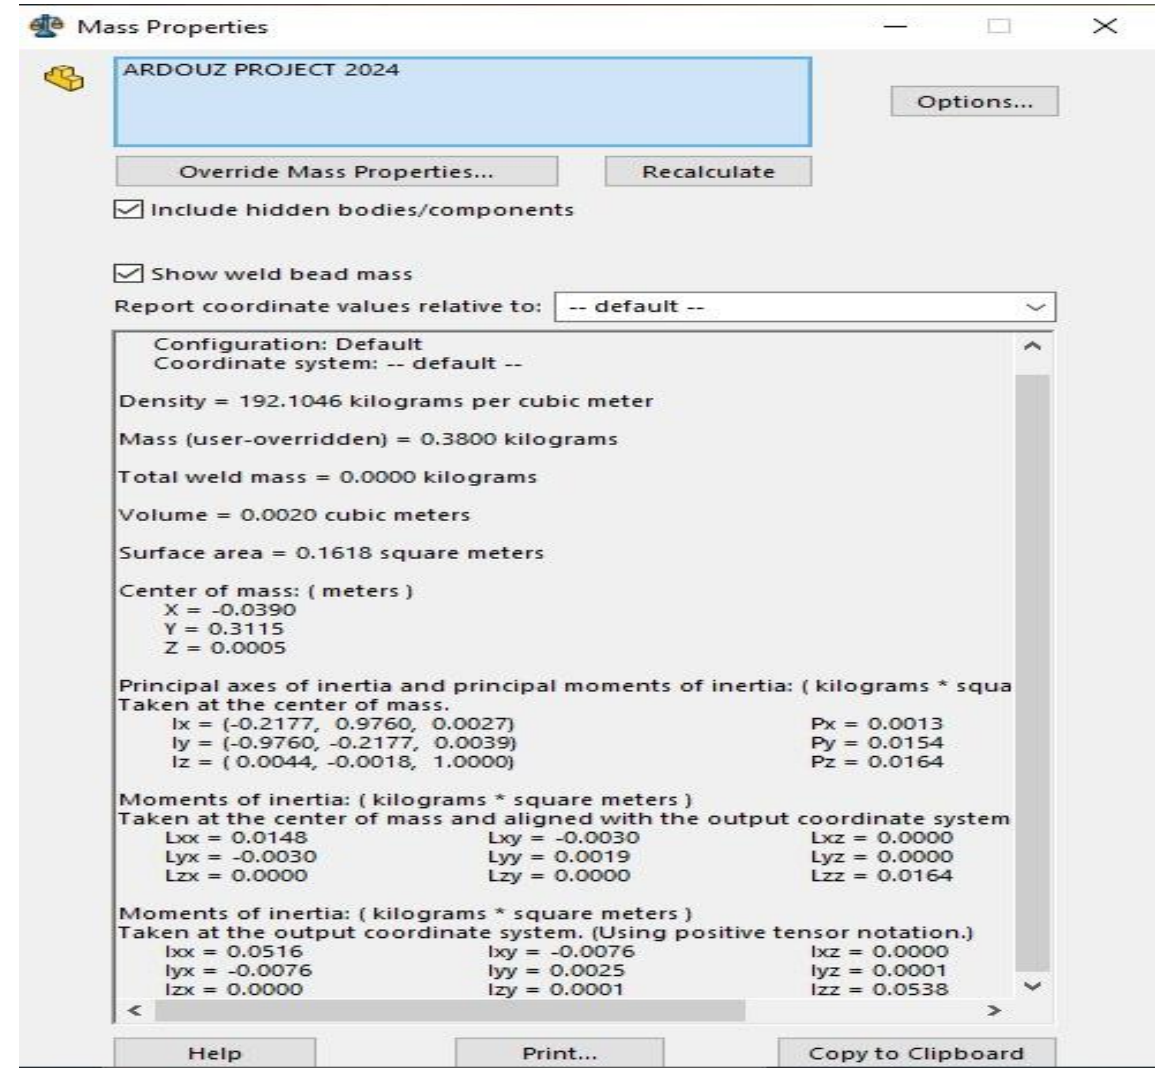 Mass Properties
ARDOUZ PROJECT 2024
Options...
Override Mass Properties...
Recalculate
Include hidden bodies/components
Show weld bead mass
Report coordinate values relative to: -- default --
Configuration: Default
Coordinate system: -- default --
Density = 192.1046 kilograms per cubic meter
Mass (user-overridden) = 0.3800 kilograms
Total weld mass = 0.0000 kilograms
Volume = 0.0020 cubic meters
Surface area = 0.1618 square meters
Center of mass: ( meters )
X = -0.0390
Y = 0.3115
Z = 0.0005
Principal axes of inertia and principal moments of inertia: ( kilograms * squa
Taken at the center of mass.
Ix = (-0.2177, 0.9760, 0.0027) Px = 0.0013
Iy = (-0.9760, -0.2177, 0.0039) Py = 0.0154
Iz = ( 0.0044, -0.0018, 1.0000) Pz = 0.0164
Moments of inertia: ( kilograms * square meters )
Taken at the center of mass and aligned with the output coordinate system
Lxx = 0.0148 Lxy = -0.0030 Lxz = 0.0000
Lyx = -0.0030 Lyy = 0.0019 Lyz = 0.0000
Lzx = 0.0000 Lzy = 0.0000 Lzz = 0.0164
Moments of inertia: ( kilograms * square meters )
Taken at the output coordinate system. (Using positive tensor notation.)
Ixx = 0.0516 Ixy = -0.0076 Ixz = 0.0000
Iyx = -0.0076 Iyy = 0.0025 Iyz = 0.0001
Izx = 0.0000 Izy = 0.0001 Izz = 0.0538
Help
Print...
Copy to Clipboard